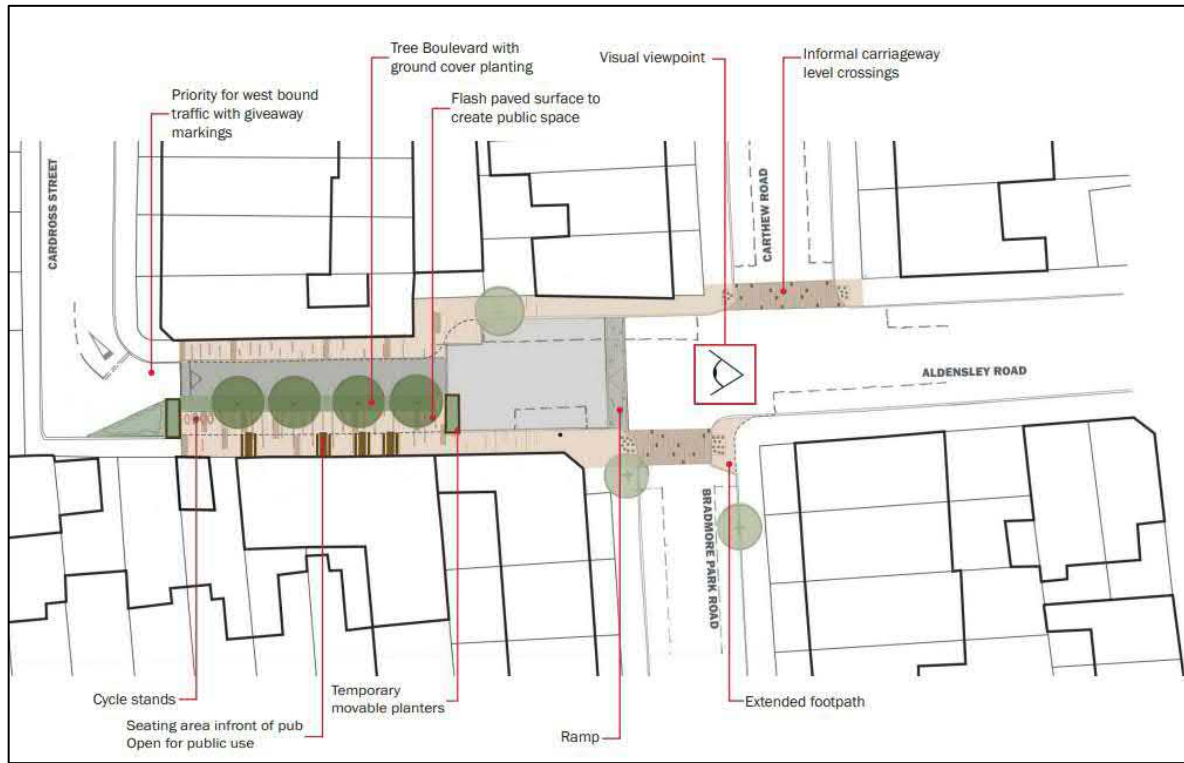 Tree Boulevard with
ground cover planting
Visual viewpoint
Informal carriageway
level crossings
Priority for west bound
traffic with giveaway
markings
Flash paved surface to
create public space
CARDROSS STREET
CARTHEW ROAD
ALDENSLEY ROAD
BRADMORE PARK ROAD
Cycle stands
Seating area infront of pub
Open for public use
Temporary
movable planters
Ramp
Extended footpath